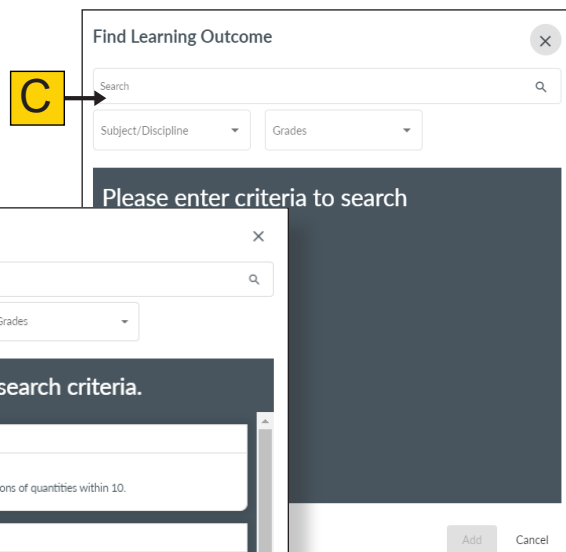 Find Learning Outcome
C
Search
Subject/Discipline
Grades
Please enter criteria to search
Grades
search criteria.
ons of quantities within 10.
Add
Cancel